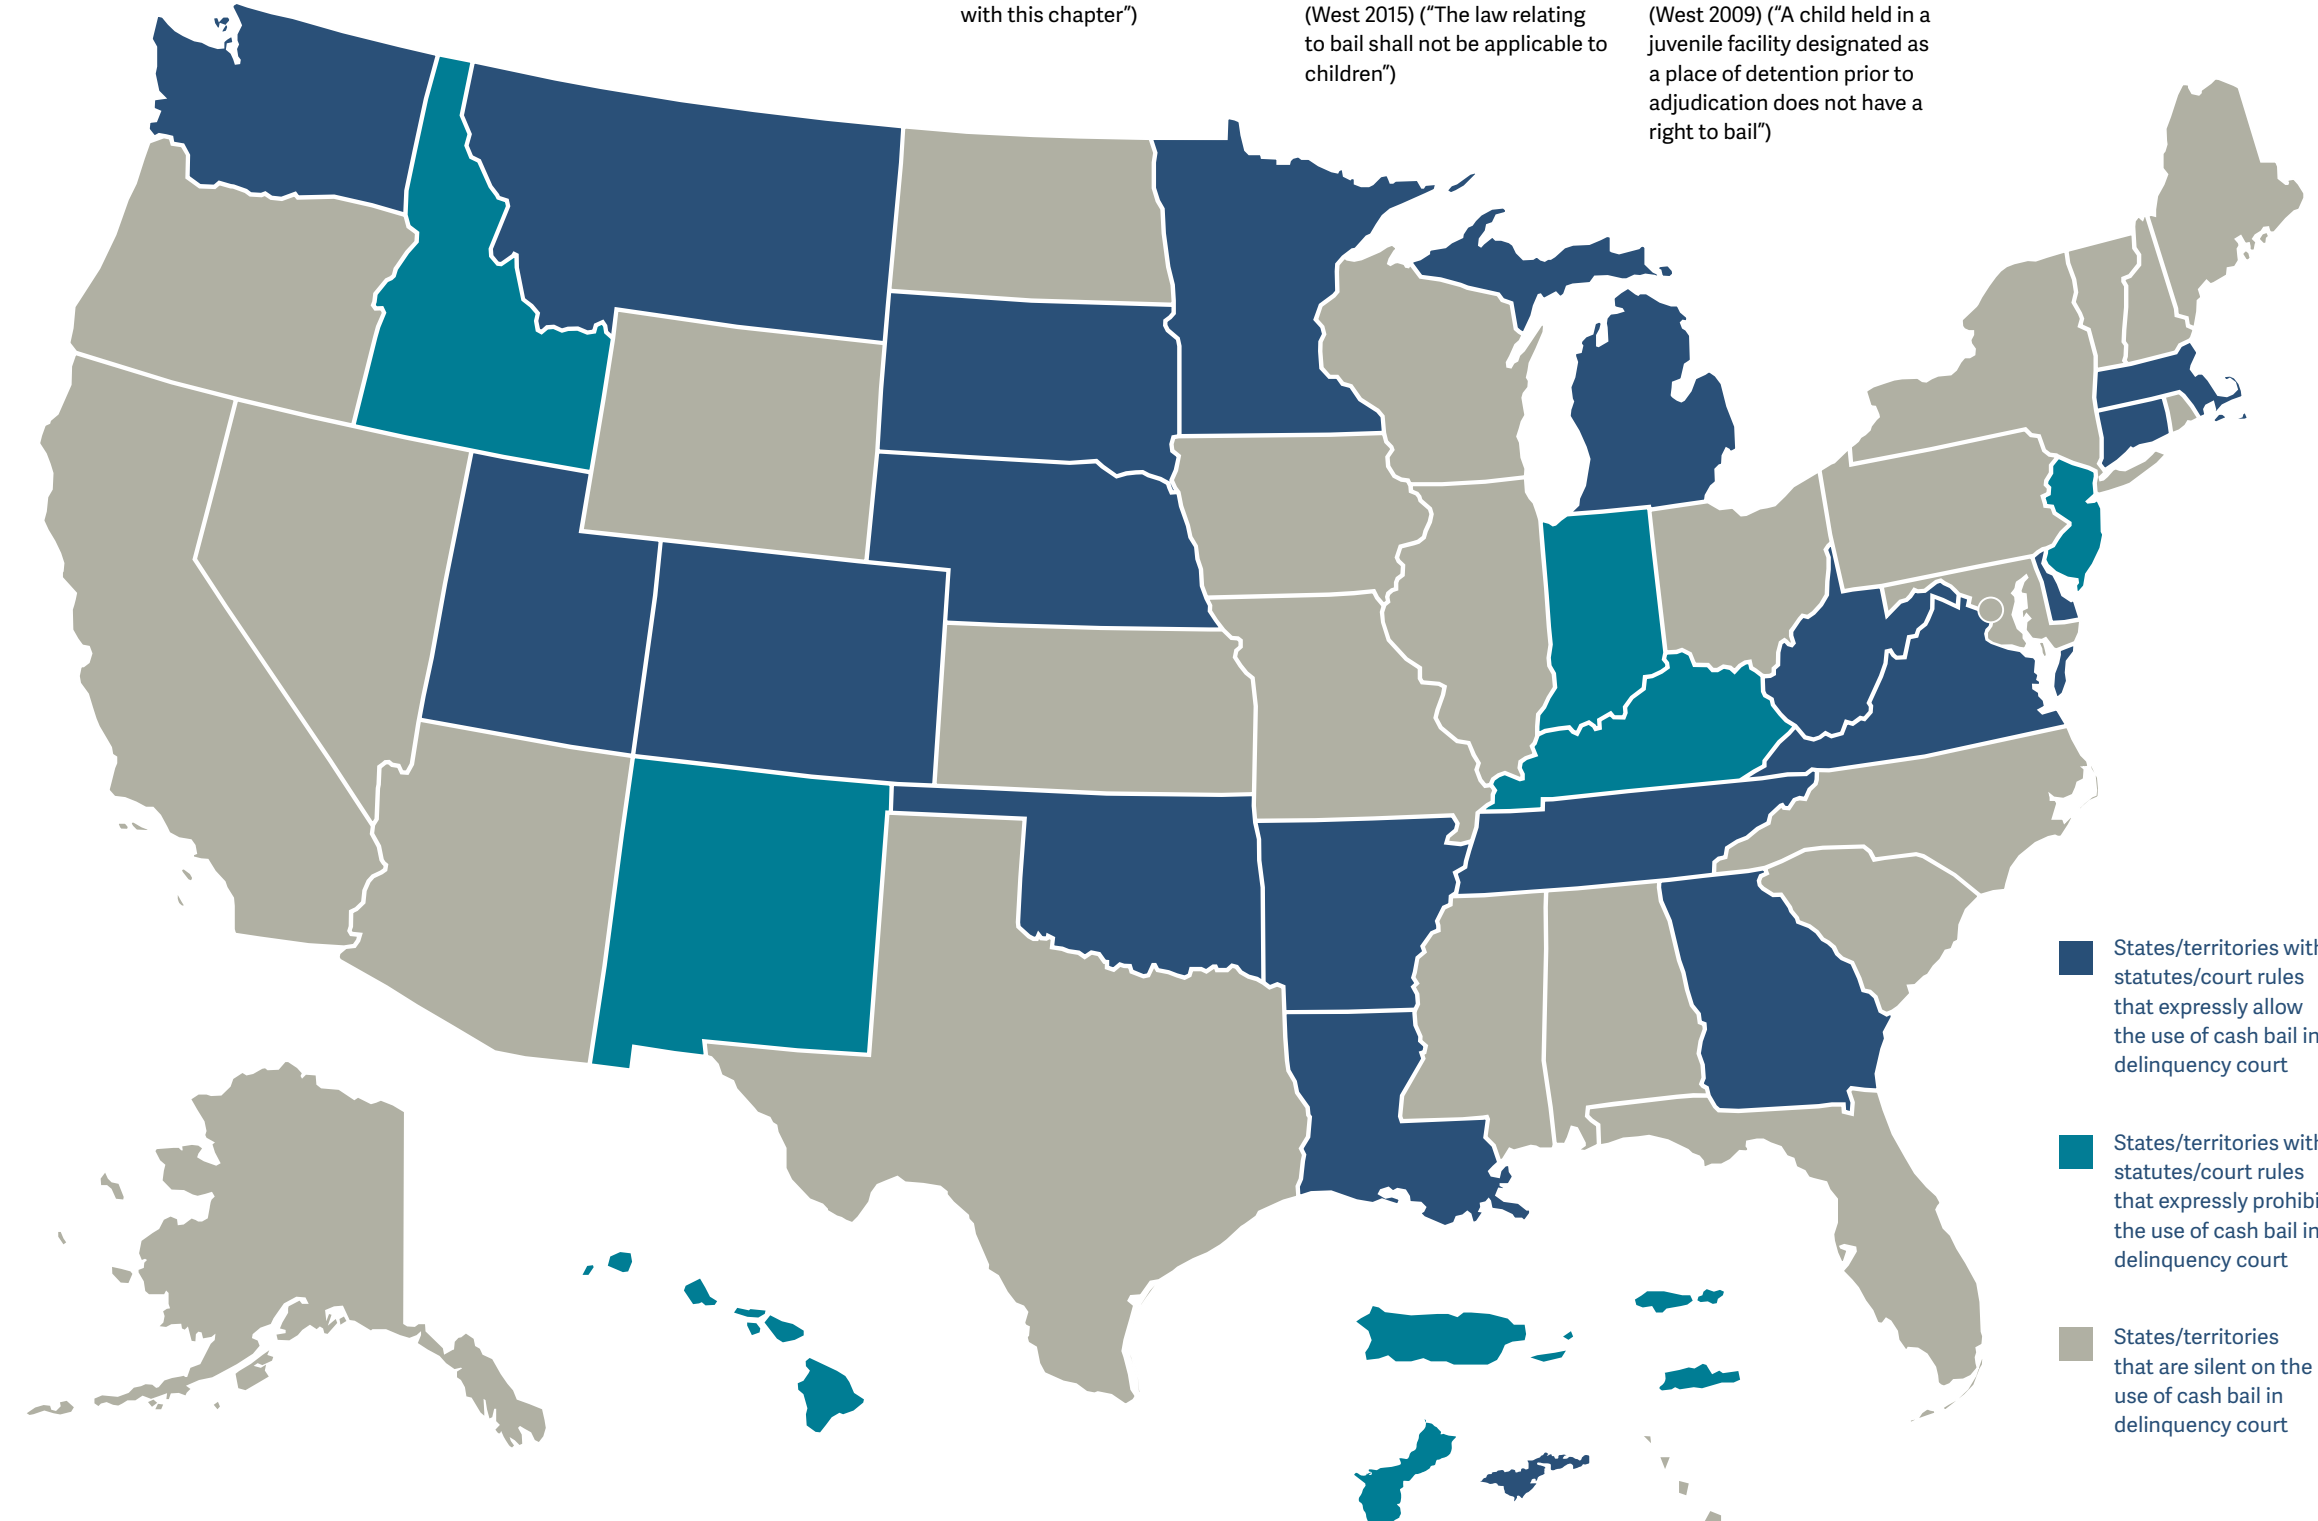 with this chapter”)
(West 2015) (“The law relating
to bail shall not be applicable to
children”)
(West 2009) (“A child held in a
juvenile facility designated as
a place of detention prior to
adjudication does not have a
right to bail”)
States/territories with
statutes/court rules
that expressly allow
the use of cash bail in
delinquency court
States/territories with
statutes/court rules
that expressly prohibi
the use of cash bail in
delinquency court
States/territories
that are silent on the
use of cash bail in
delinquency court